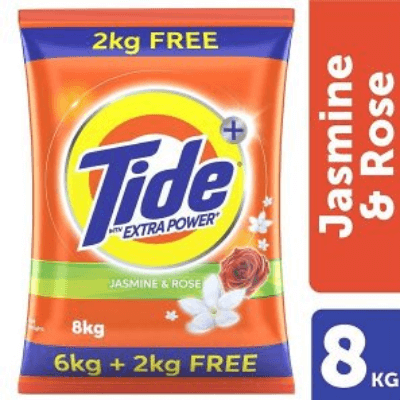 2kg FREE
+
Tide
WITH EXTRA POWER+
JASMINE & ROSE
8kg
6kg + 2kg FREE
Jasmine
& Rose
8 KG